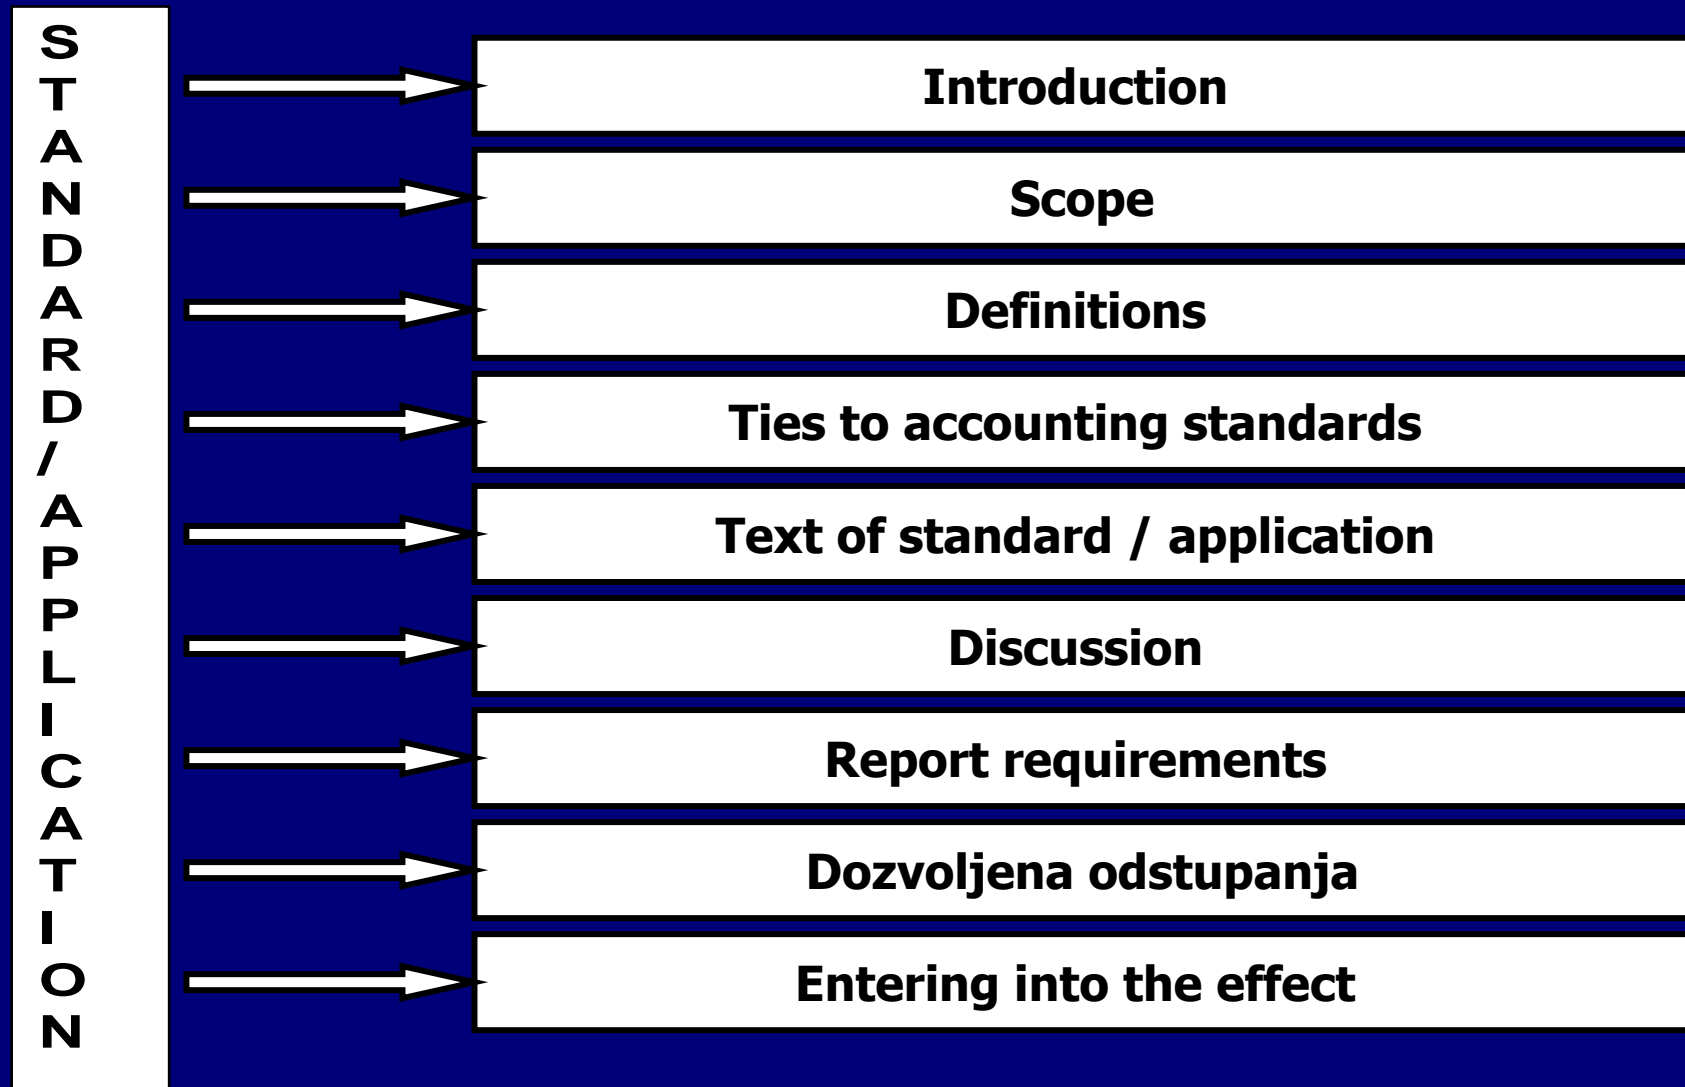 STANDARD/APPLICATION
Introduction
Scope
Definitions
Ties to accounting standards
Text of standard / application
Discussion
Report requirements
Dozvoljena odstupanja
Entering into the effect